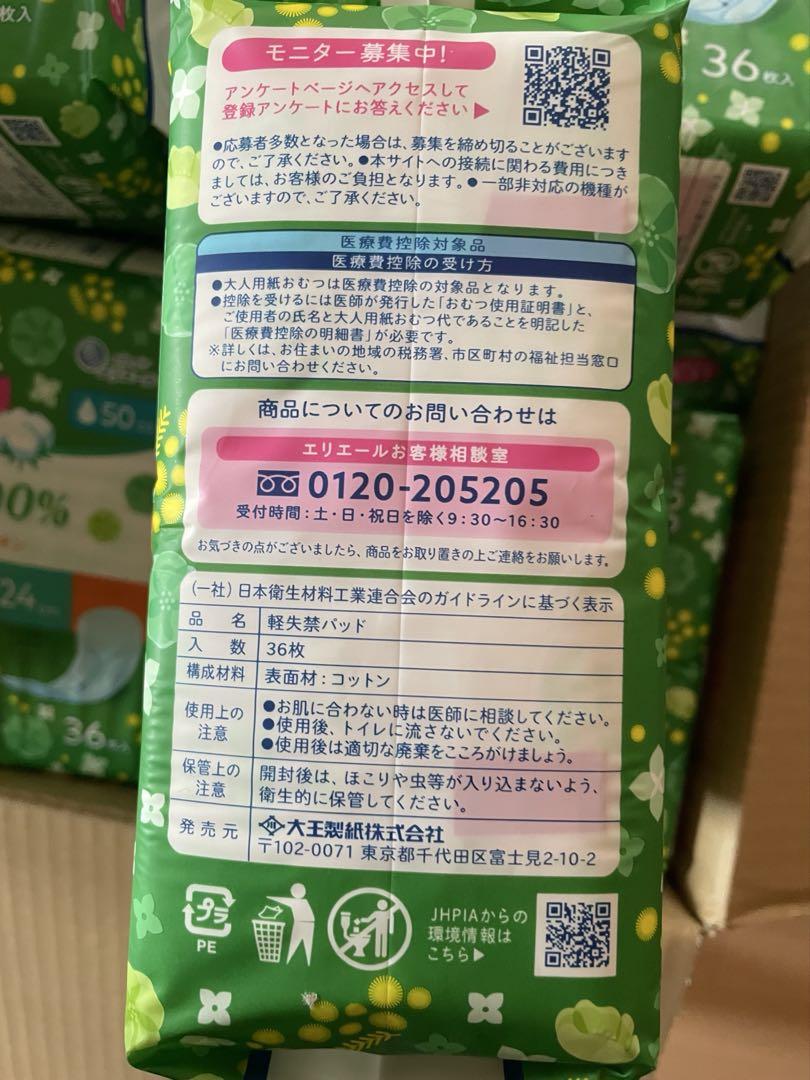 枚入
36枚入
モニター募集中!
アンケートページへアクセスして
登録アンケートにお答えください▶
●応募者多数となった場合は、募集を締め切ることがございます
ので、ご了承ください。●本サイトへの接続に関わる費用につき
ましては、お客様のご負担となります。●一部非対応の機種が
ございますので、ご了承ください。
医療費控除対象品
医療費控除の受け方
●大人用紙おむつは医療費控除の対象品となります。
●控除を受けるには医師が発行した「おむつ使用証明書」と、
ご使用者の氏名と大人用紙おむつ代であることを明記した
「医療費控除の明細書」が必要です。
※詳しくは、お住まいの地域の税務署、市区町村の福祉担当窓口
にお問い合わせください。
商品についてのお問い合わせは
エリエールお客様相談室
0120-205205
受付時間:土・日・祝日を除く9:30〜16:30
お気づきの点がございましたら、商品をお取り置きの上ご連絡をお願いします。
(一社)日本衛生材料工業連合会のガイドラインに基づく表示
品名 軽失禁パッド
入数 36枚
構成材料 表面材:コットン
使用上の注意
●お肌に合わない時は医師に相談してください。
●使用後、トイレに流さないでください。
●使用後は適切な廃棄をこころがけましょう。
保管上の注意
開封後は、ほこりや虫等が入り込まないよう、
衛生的に保管してください。
発売元 大王製紙株式会社
〒102-0071 東京都千代田区富士見2-10-2
プラ
PE
JHPIAからの
環境情報は
こちら▶
50
00%
24
36枚入